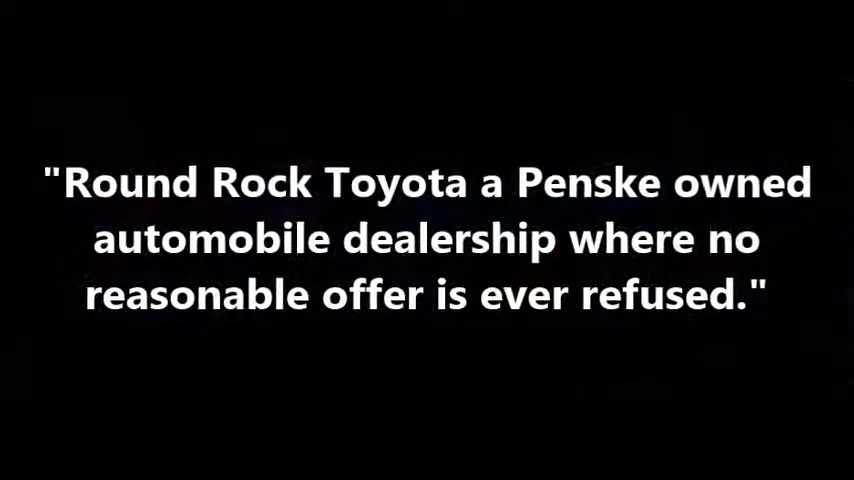 "Round Rock Toyota a Penske owned
automobile dealership where no
reasonable offer is ever refused."